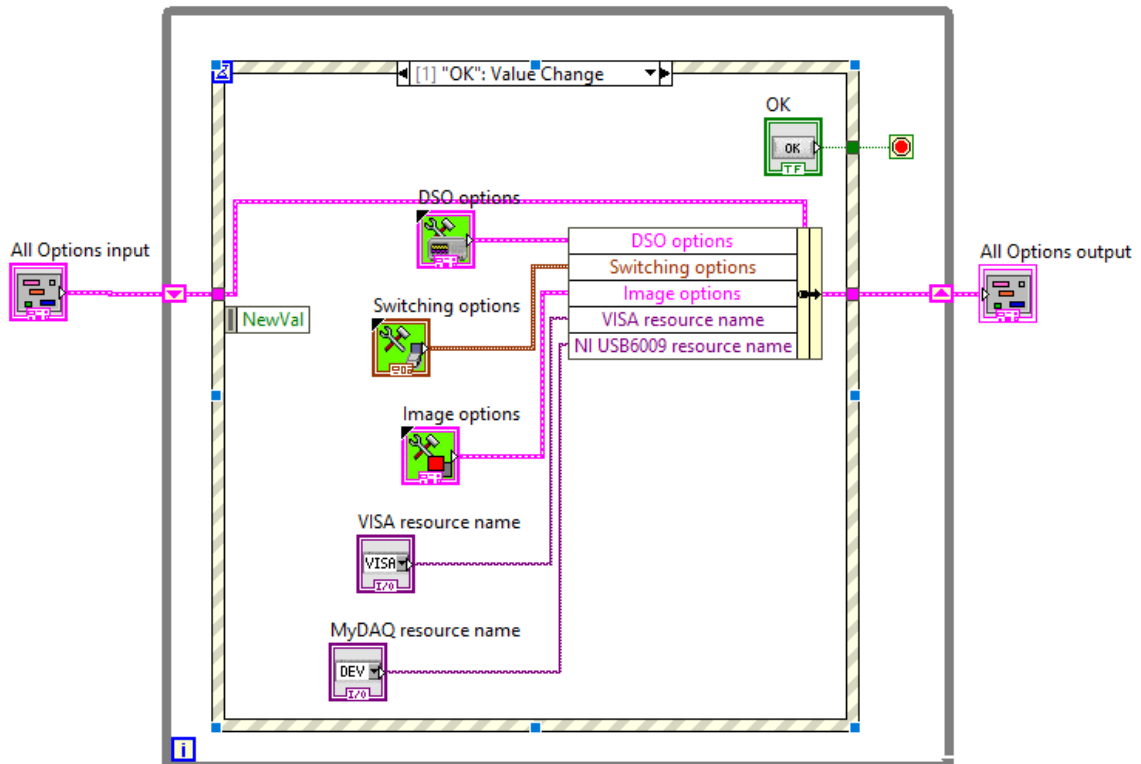 [1] "OK": Value Change
OK
OK
TF
DSO options
All Options input
DSO options
Switching options
Image options
VISA resource name
NI USB6009 resource name
All Options output
NewVal
Switching options
Image options
VISA resource name
VISA
I/O
MyDAQ resource name
DEV
I/O
i